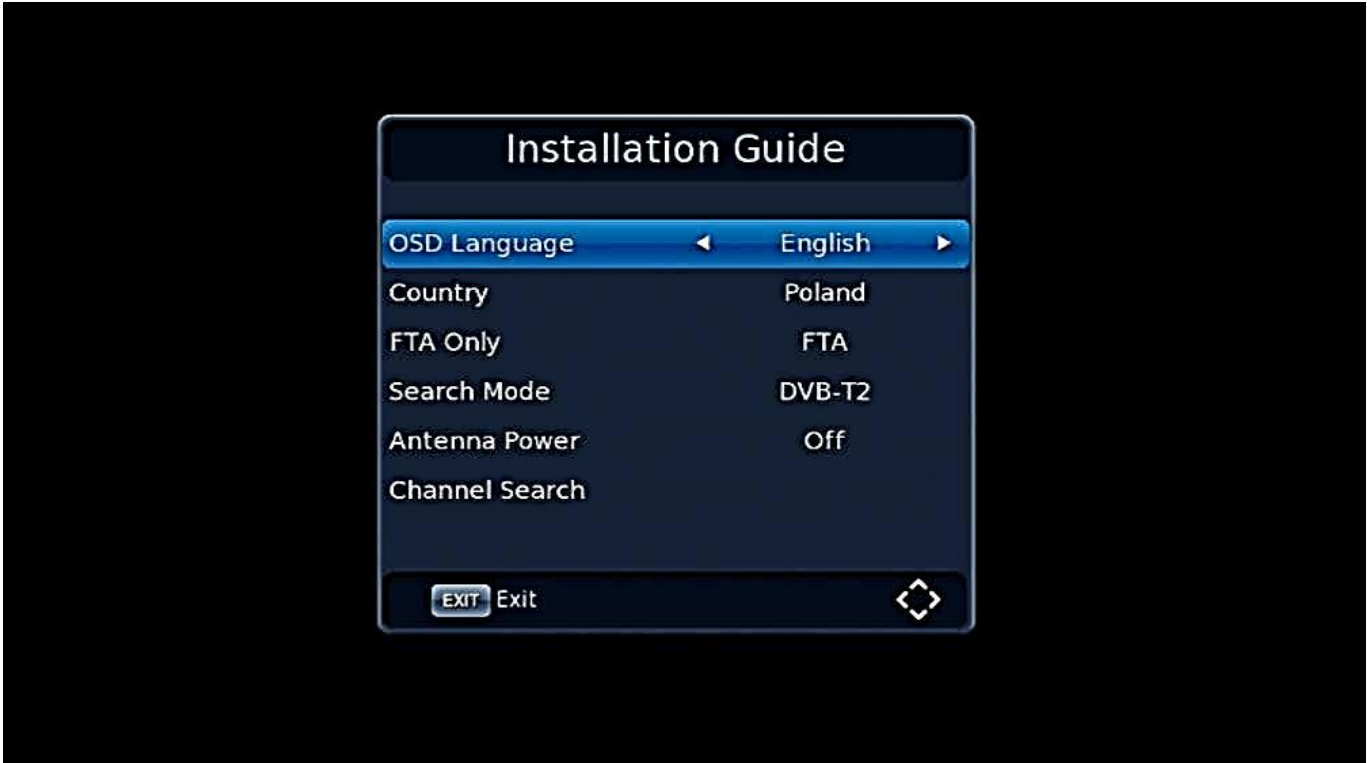 Installation Guide
OSD Language English
Country Poland
FTA Only FTA
Search Mode DVB-T2
Antenna Power Off
Channel Search
EXIT Exit